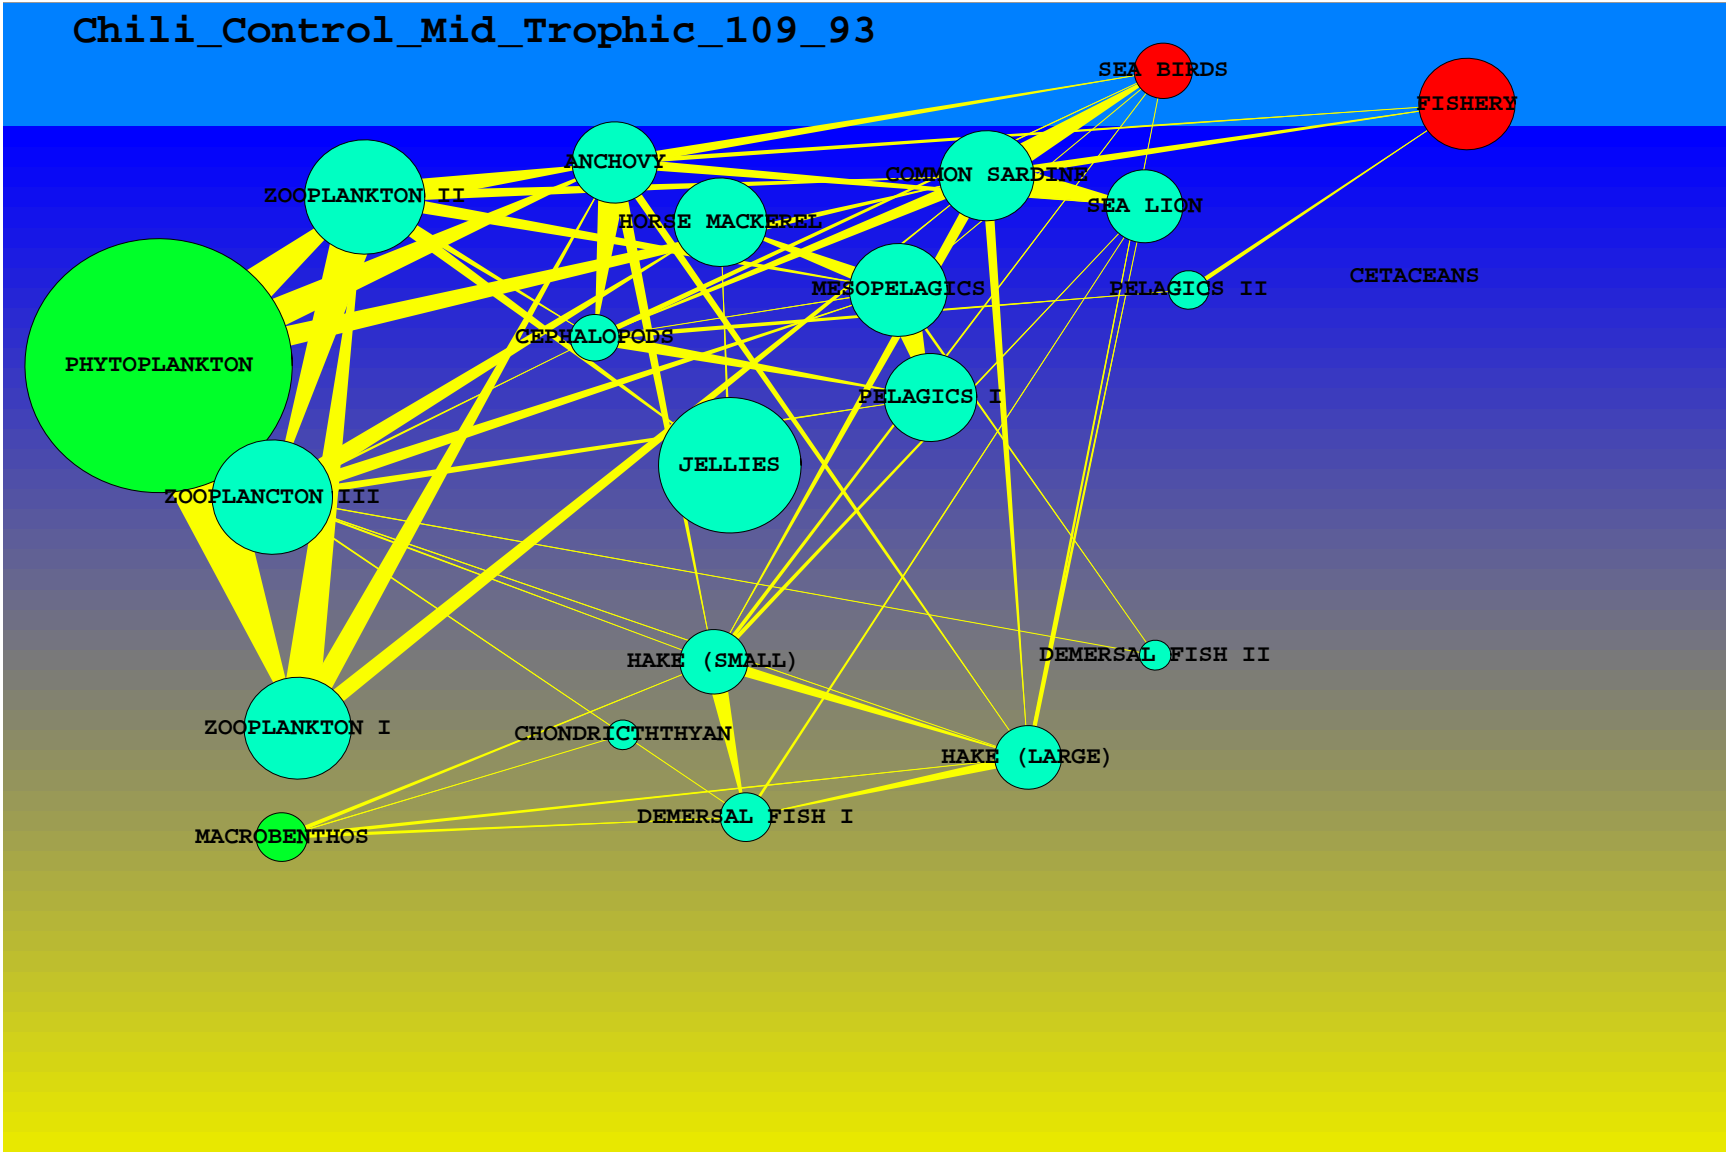 Chili_Control_Mid_Trophic_109_93
SEA BIRDS
FISHERY
ANCHOVY
COMMON SARDINE
ZOOPLANKTON II
SEA LION
HORSE MACKEREL
CETACEANS
MESOPELAGICS
PELAGICS II
CEPHALOPODS
PHYTOPLANKTON
PELAGICS I
JELLIES
ZOOPLANCTON III
DEMERSAL FISH II
HAKE (SMALL)
ZOOPLANKTON I
CHONDRICTHTHYAN
HAKE (LARGE)
DEMERSAL FISH I
MACROBENTHOS